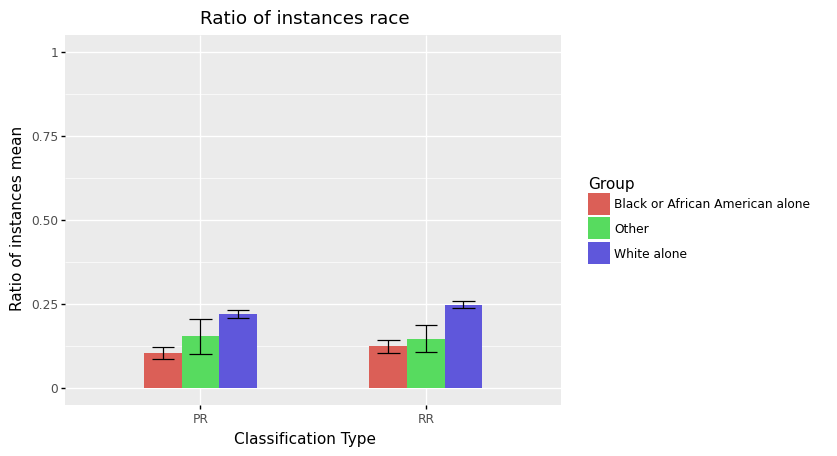 Ratio of instances race
Ratio of instances mean
1
0.75
0.50
0.25
0
PR
RR
Classification Type
Group
Black or African American alone
Other
White alone